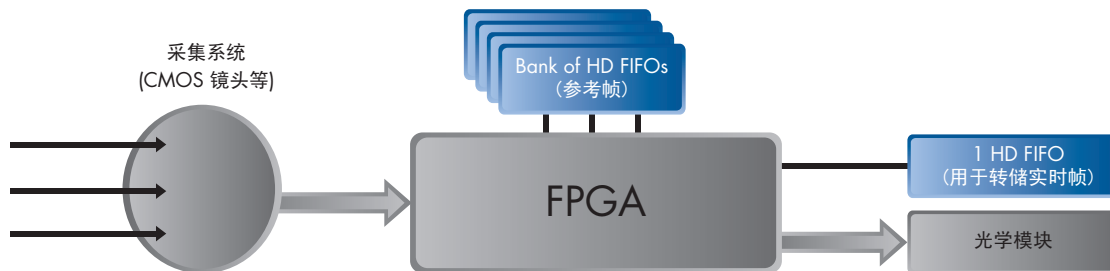 采集系统
(CMOS 镜头等)
Bank of HD FIFOs
（参考帧）
FPGA
1 HD FIFO
（用于转储实时帧）
光学模块